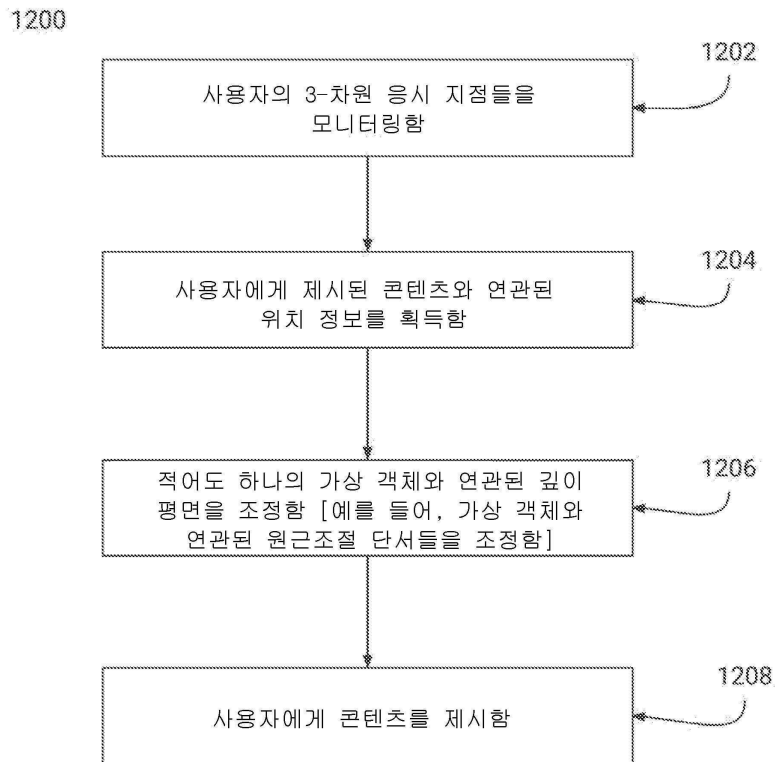 1200
1202
사용자의 3-차원 응시 지점들을
모니터링함
1204
사용자에게 제시된 콘텐츠와 연관된
위치 정보를 획득함
1206
적어도 하나의 가상 객체와 연관된 깊이
평면을 조정함 [예를 들어, 가상 객체와
연관된 원근조절 단서들을 조정함]
1208
사용자에게 콘텐츠를 제시함